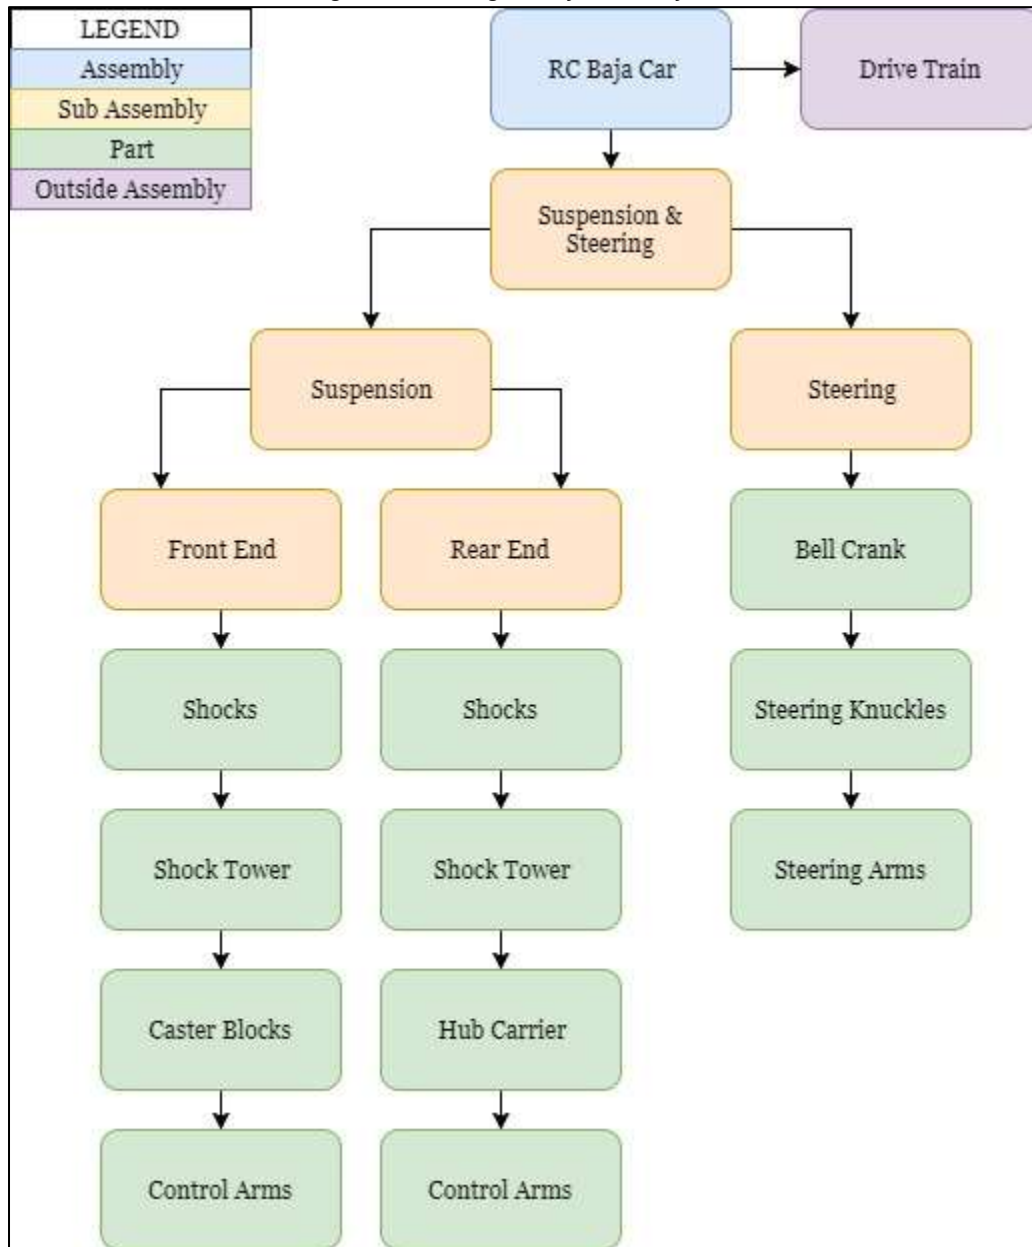 LEGEND
Assembly
Sub Assembly
Part
Outside Assembly
RC Baja Car
Drive Train
Suspension &
Steering
Suspension
Steering
Front End
Rear End
Bell Crank
Shocks
Shocks
Steering Knuckles
Shock Tower
Shock Tower
Steering Arms
Caster Blocks
Hub Carrier
Control Arms
Control Arms